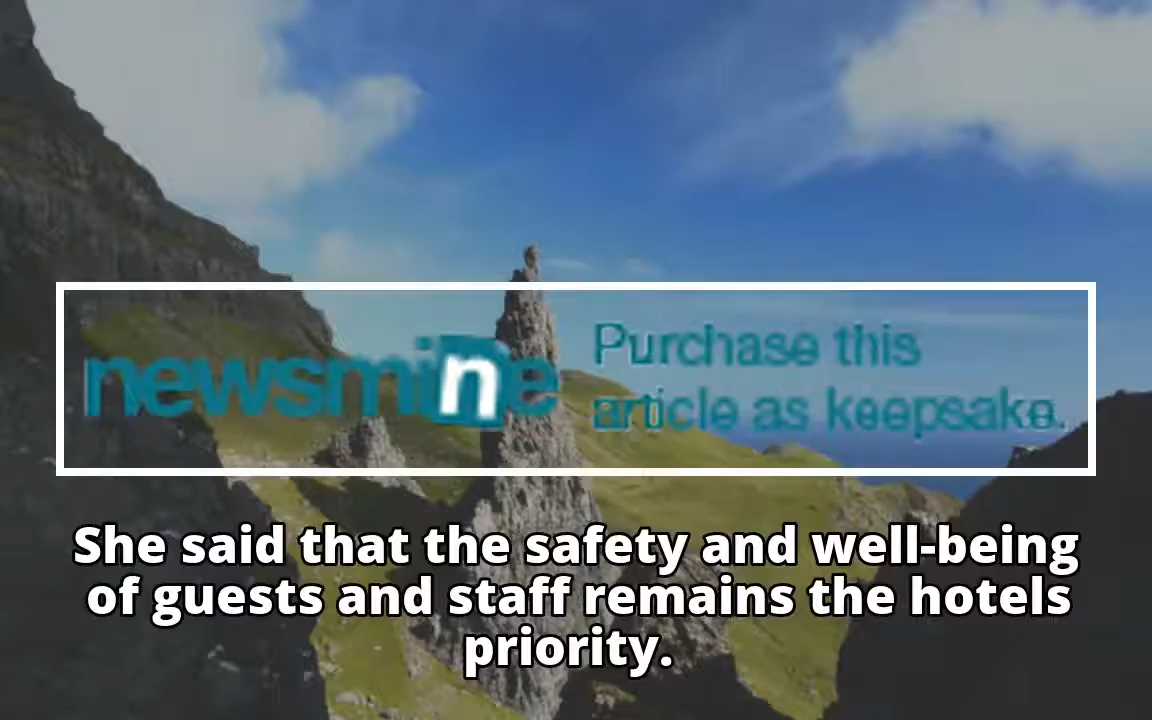 newsmine
Purchase this
article as keepsake.
She said that the safety and well-being
of guests and staff remains the hotels
priority.